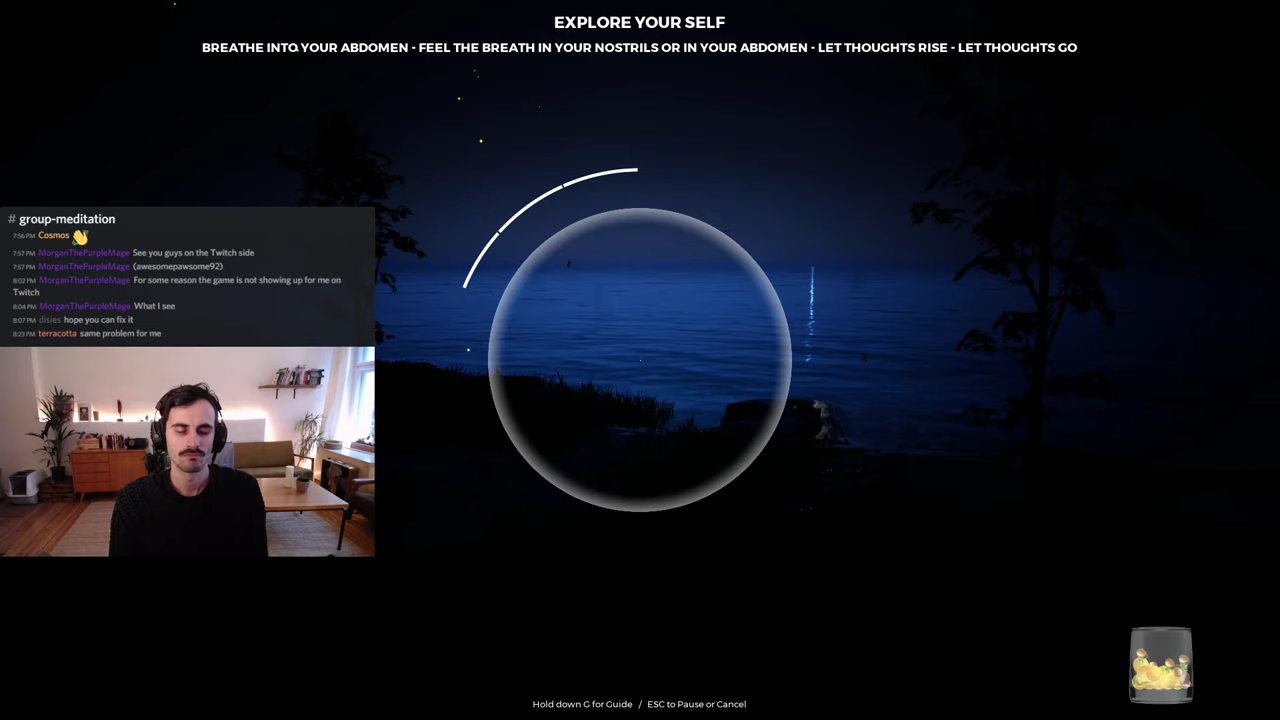 EXPLORE YOUR SELF
BREATHE INTO YOUR ABDOMEN - FEEL THE BREATH IN YOUR NOSTRILS OR IN YOUR ABDOMEN - LET THOUGHTS RISE - LET THOUGHTS GO
# group-meditation
7:56 PM Cosmos 👋
7:57 PM MorganThePurpleMage See you guys on the Twitch side
7:57 PM MorganThePurpleMage (awesomepawsome92)
8:02 PM MorganThePurpleMage For some reason the game is not showing up for me on
Twitch
8:04 PM MorganThePurpleMage What I see
8:07 PM disies hope you can fix it
8:23 PM terracotta same problem for me
Hold down G for Guide / ESC to Pause or Cancel